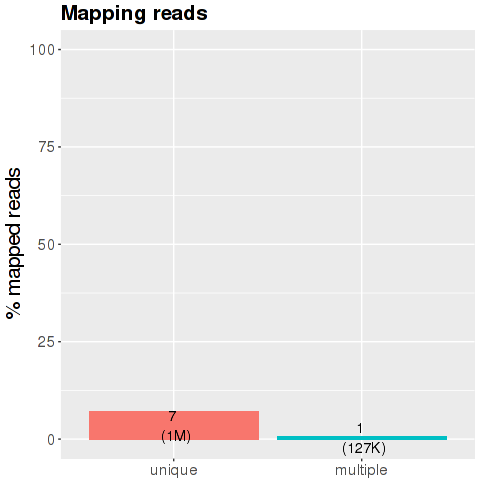 Mapping reads
% mapped reads
100
75
50
25
0
7
(1M)
1
(127K)
unique
multiple